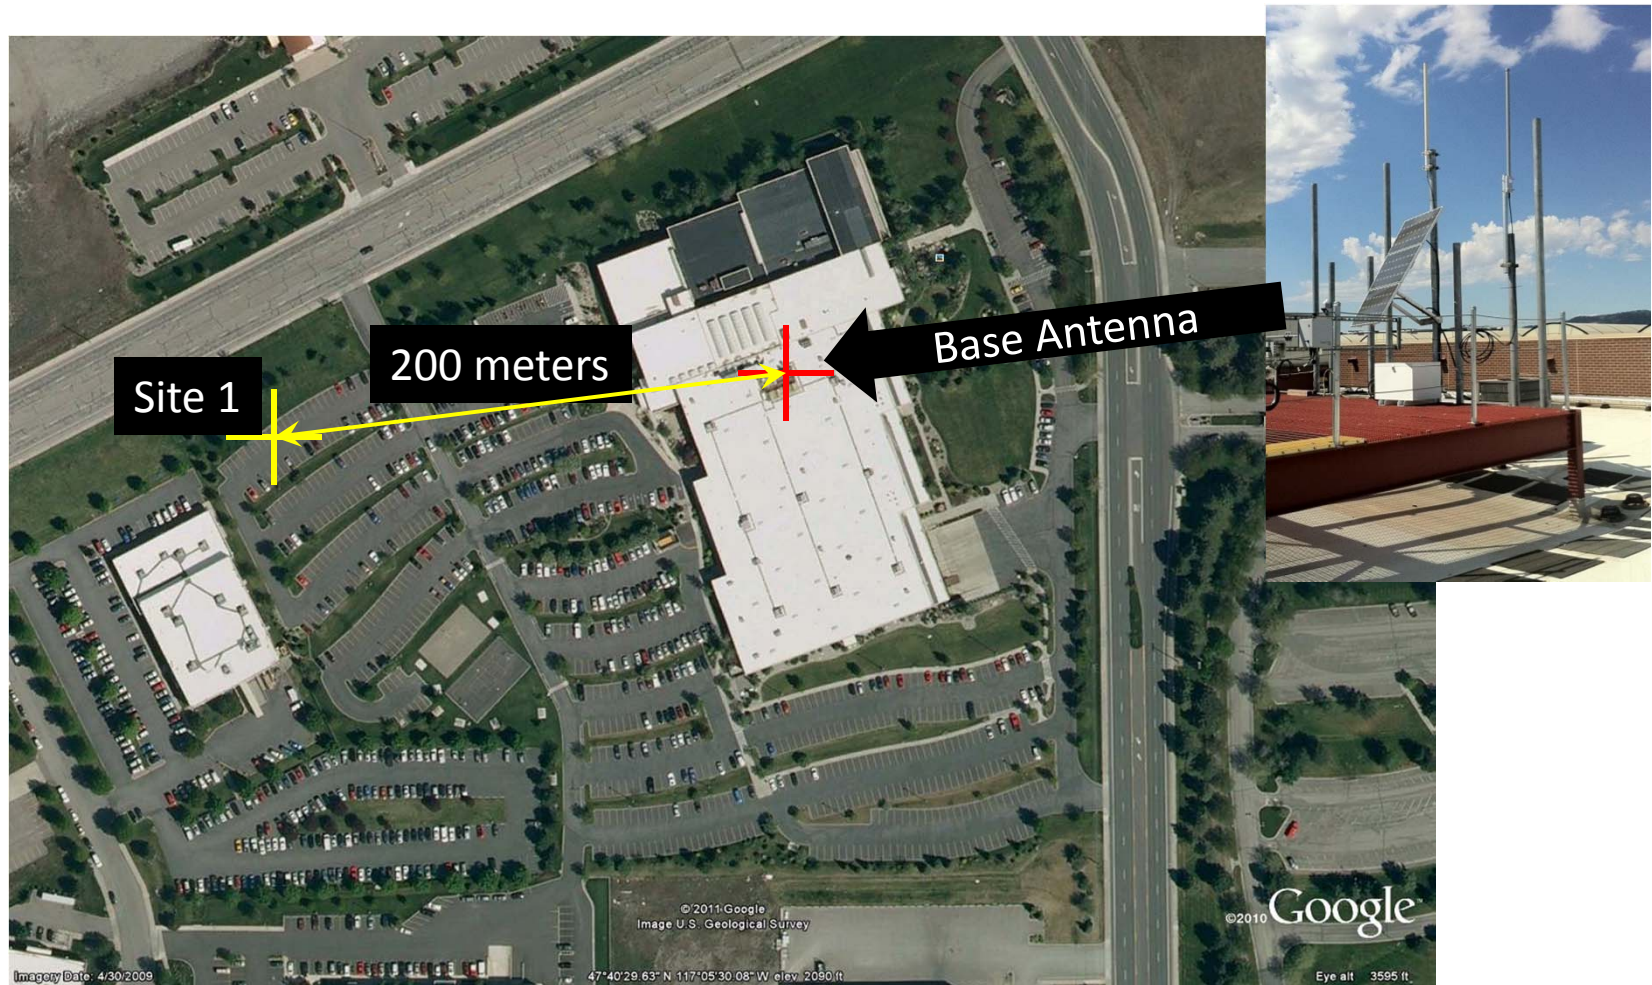 Site 1
200 meters
Base Antenna
© 2011 Google
Image U.S. Geological Survey
©2010 Google
Imagery Date: 4/30/2009
47°40'29.63" N 117°05'30.08" W elev 2090 ft
Eye alt 3595 ft